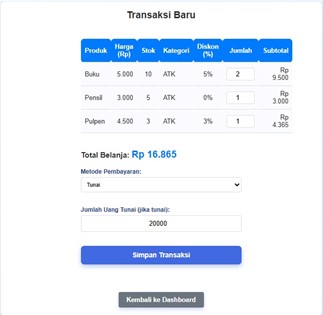 Transaksi Baru
Produk Harga (Rp) Stok Kategori Diskon (%) Jumlah Subtotal
Buku 5.000 10 ATK 5% 2 Rp 9.500
Pensil 3.000 5 ATK 0% 1 Rp 3.000
Pulpen 4.500 3 ATK 3% 1 Rp 4.365
Total Belanja: Rp 16.865
Metode Pembayaran:
Tunai
Jumlah Uang Tunai (jika tunai):
20000
Simpan Transaksi
Kembali ke Dashboard